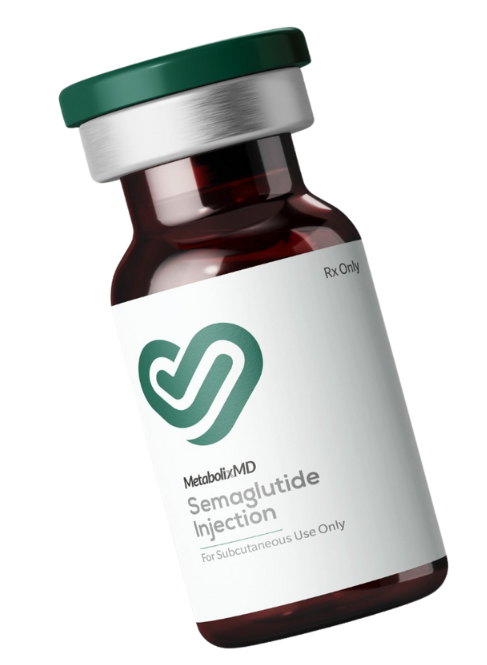 Rx Only
MetabolixMD
Semaglutide
Injection
For Subcutaneous Use Only